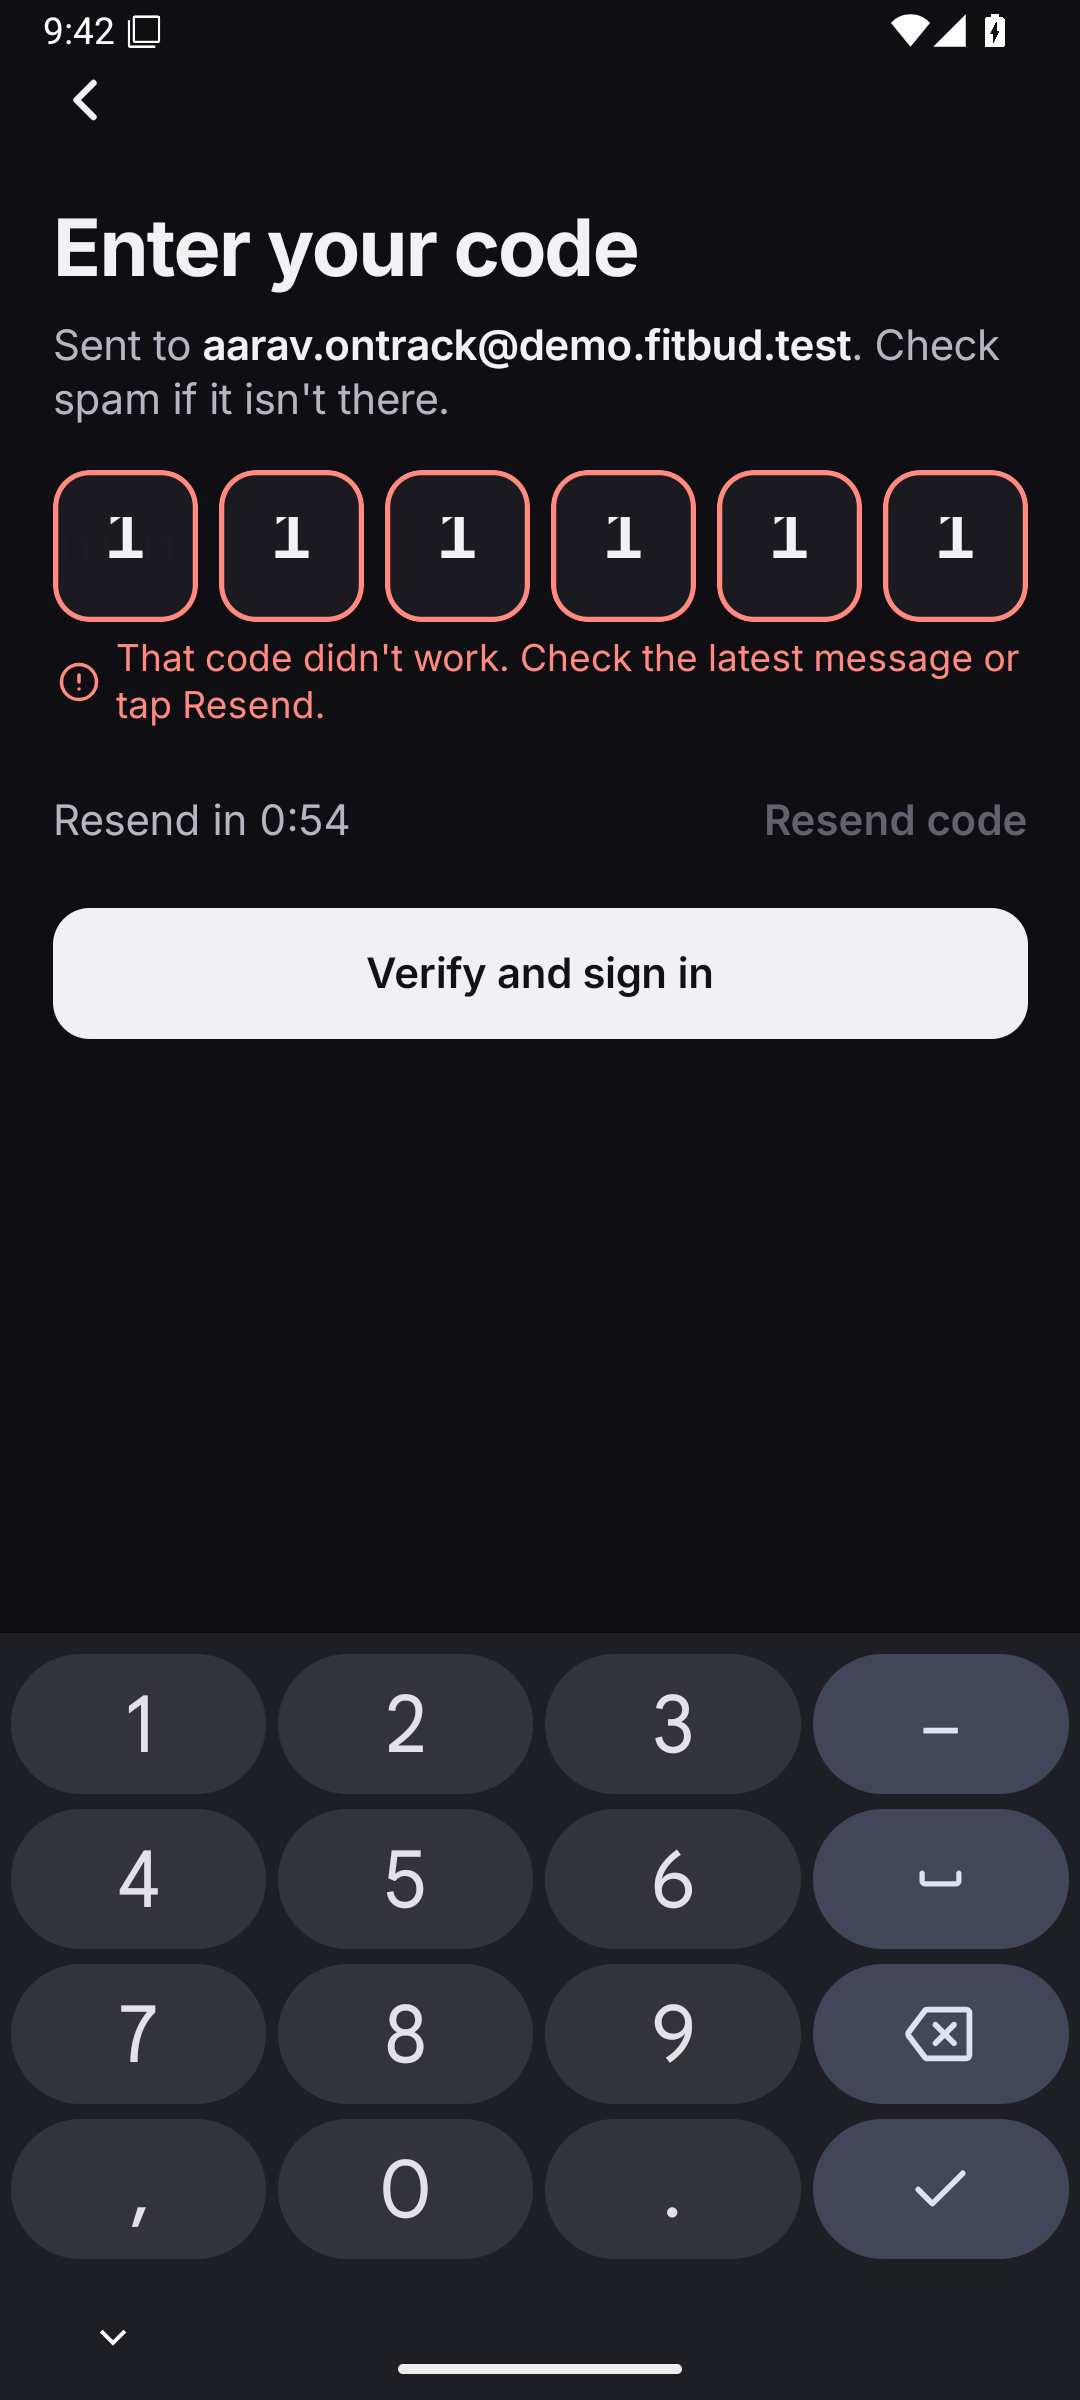 9:42
Enter your code
Sent to aarav.ontrack@demo.fitbud.test. Check
spam if it isn't there.
1 1 1 1 1 1
That code didn't work. Check the latest message or
tap Resend.
Resend in 0:54 Resend code
Verify and sign in
1 2 3 –
4 5 6
7 8 9
, 0 .